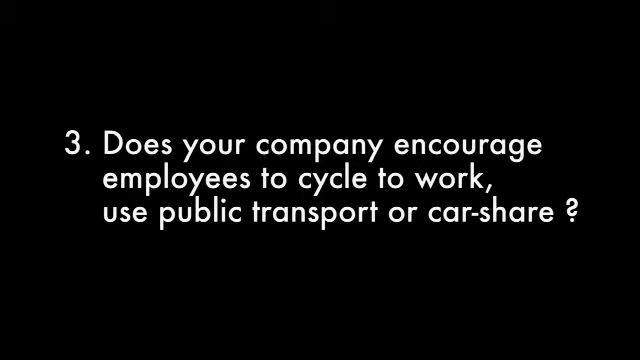 3. Does your company encourage
employees to cycle to work,
use public transport or car-share ?